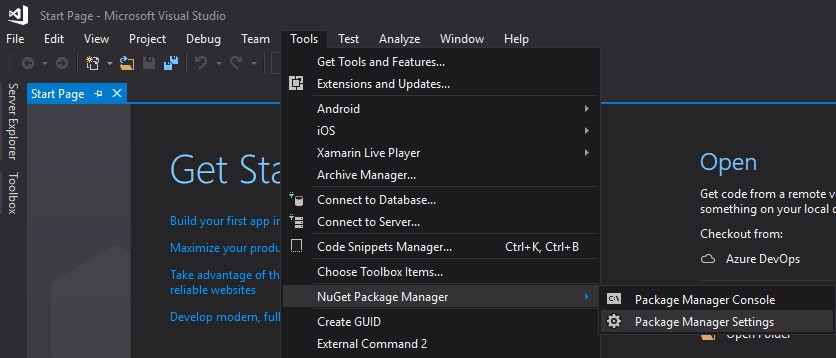 Start Page - Microsoft Visual Studio
File Edit View Project Debug Team Tools Test Analyze Window Help
Server Explorer
Toolbox
Start Page
Get Sta
Build your first app in
Maximize your produ
Take advantage of th
reliable websites
Develop modern, full
Get Tools and Features...
Extensions and Updates...
Android
iOS
Xamarin Live Player
Archive Manager...
Connect to Database...
Connect to Server...
Code Snippets Manager... Ctrl+K, Ctrl+B
Choose Toolbox Items...
NuGet Package Manager
Create GUID
External Command 2
C:\ Package Manager Console
Package Manager Settings
Open
Get code from a remote v
something on your local d
Checkout from:
Azure DevOps
Open Folder